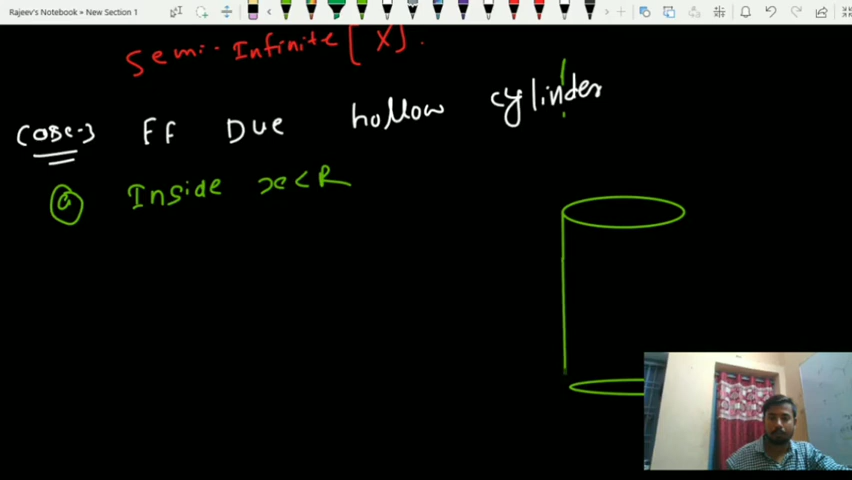 Rajeev's Notebook » New Section 1
Semi-Infinite [X].
Case-3 EF Due hollow cylinder
a Inside x<R